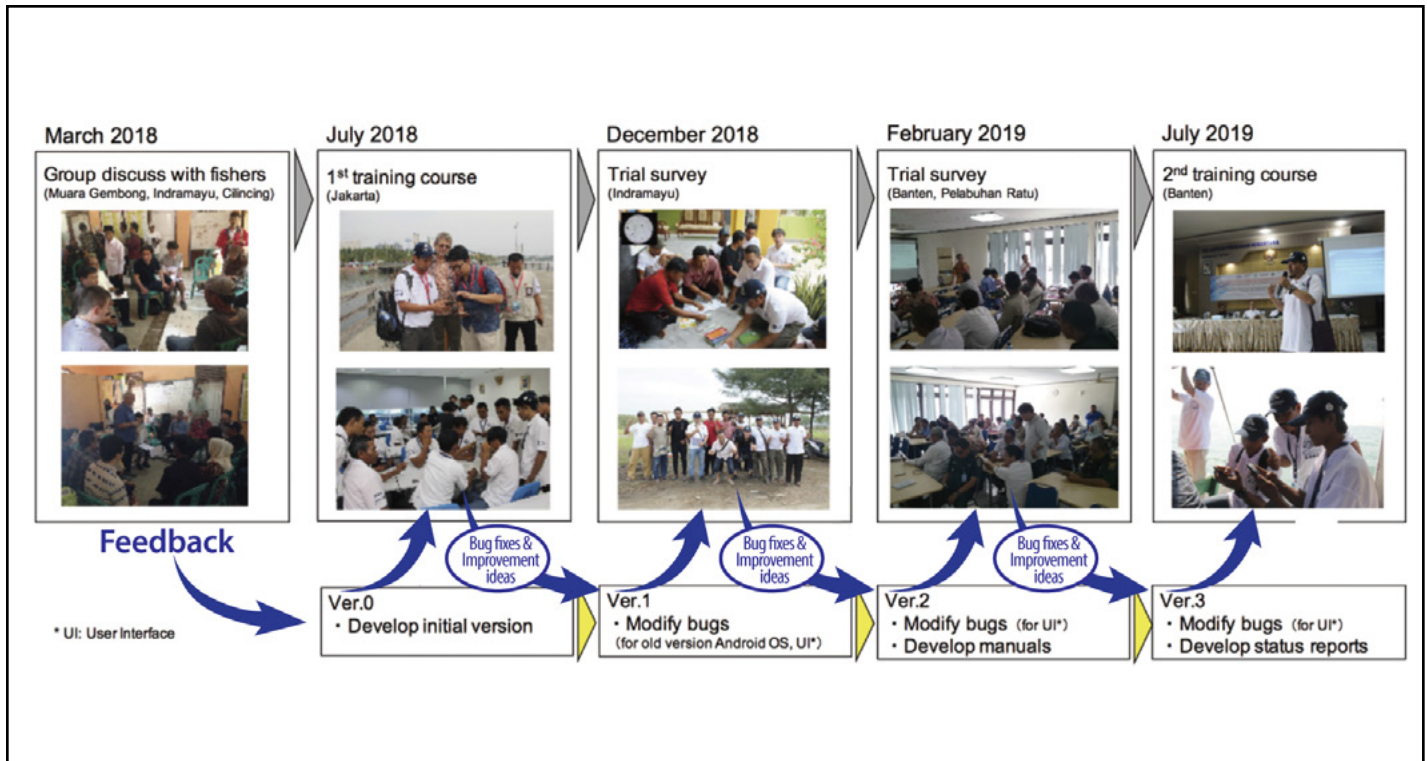 March 2018
Group discuss with fishers
(Muara Gembong, Indramayu, Cilincing)
July 2018
1st training course
(Jakarta)
December 2018
Trial survey
(Indramayu)
February 2019
Trial survey
(Banten, Pelabuhan Ratu)
July 2019
2nd training course
(Banten)
Feedback
Bug fixes &
Improvement
ideas
Bug fixes &
Improvement
ideas
Bug fixes &
Improvement
ideas
* UI: User Interface
Ver.0
・ Develop initial version
Ver.1
・ Modify bugs
(for old version Android OS, UI*)
Ver.2
・ Modify bugs (for UI*)
・ Develop manuals
Ver.3
・ Modify bugs (for UI*)
・ Develop status reports